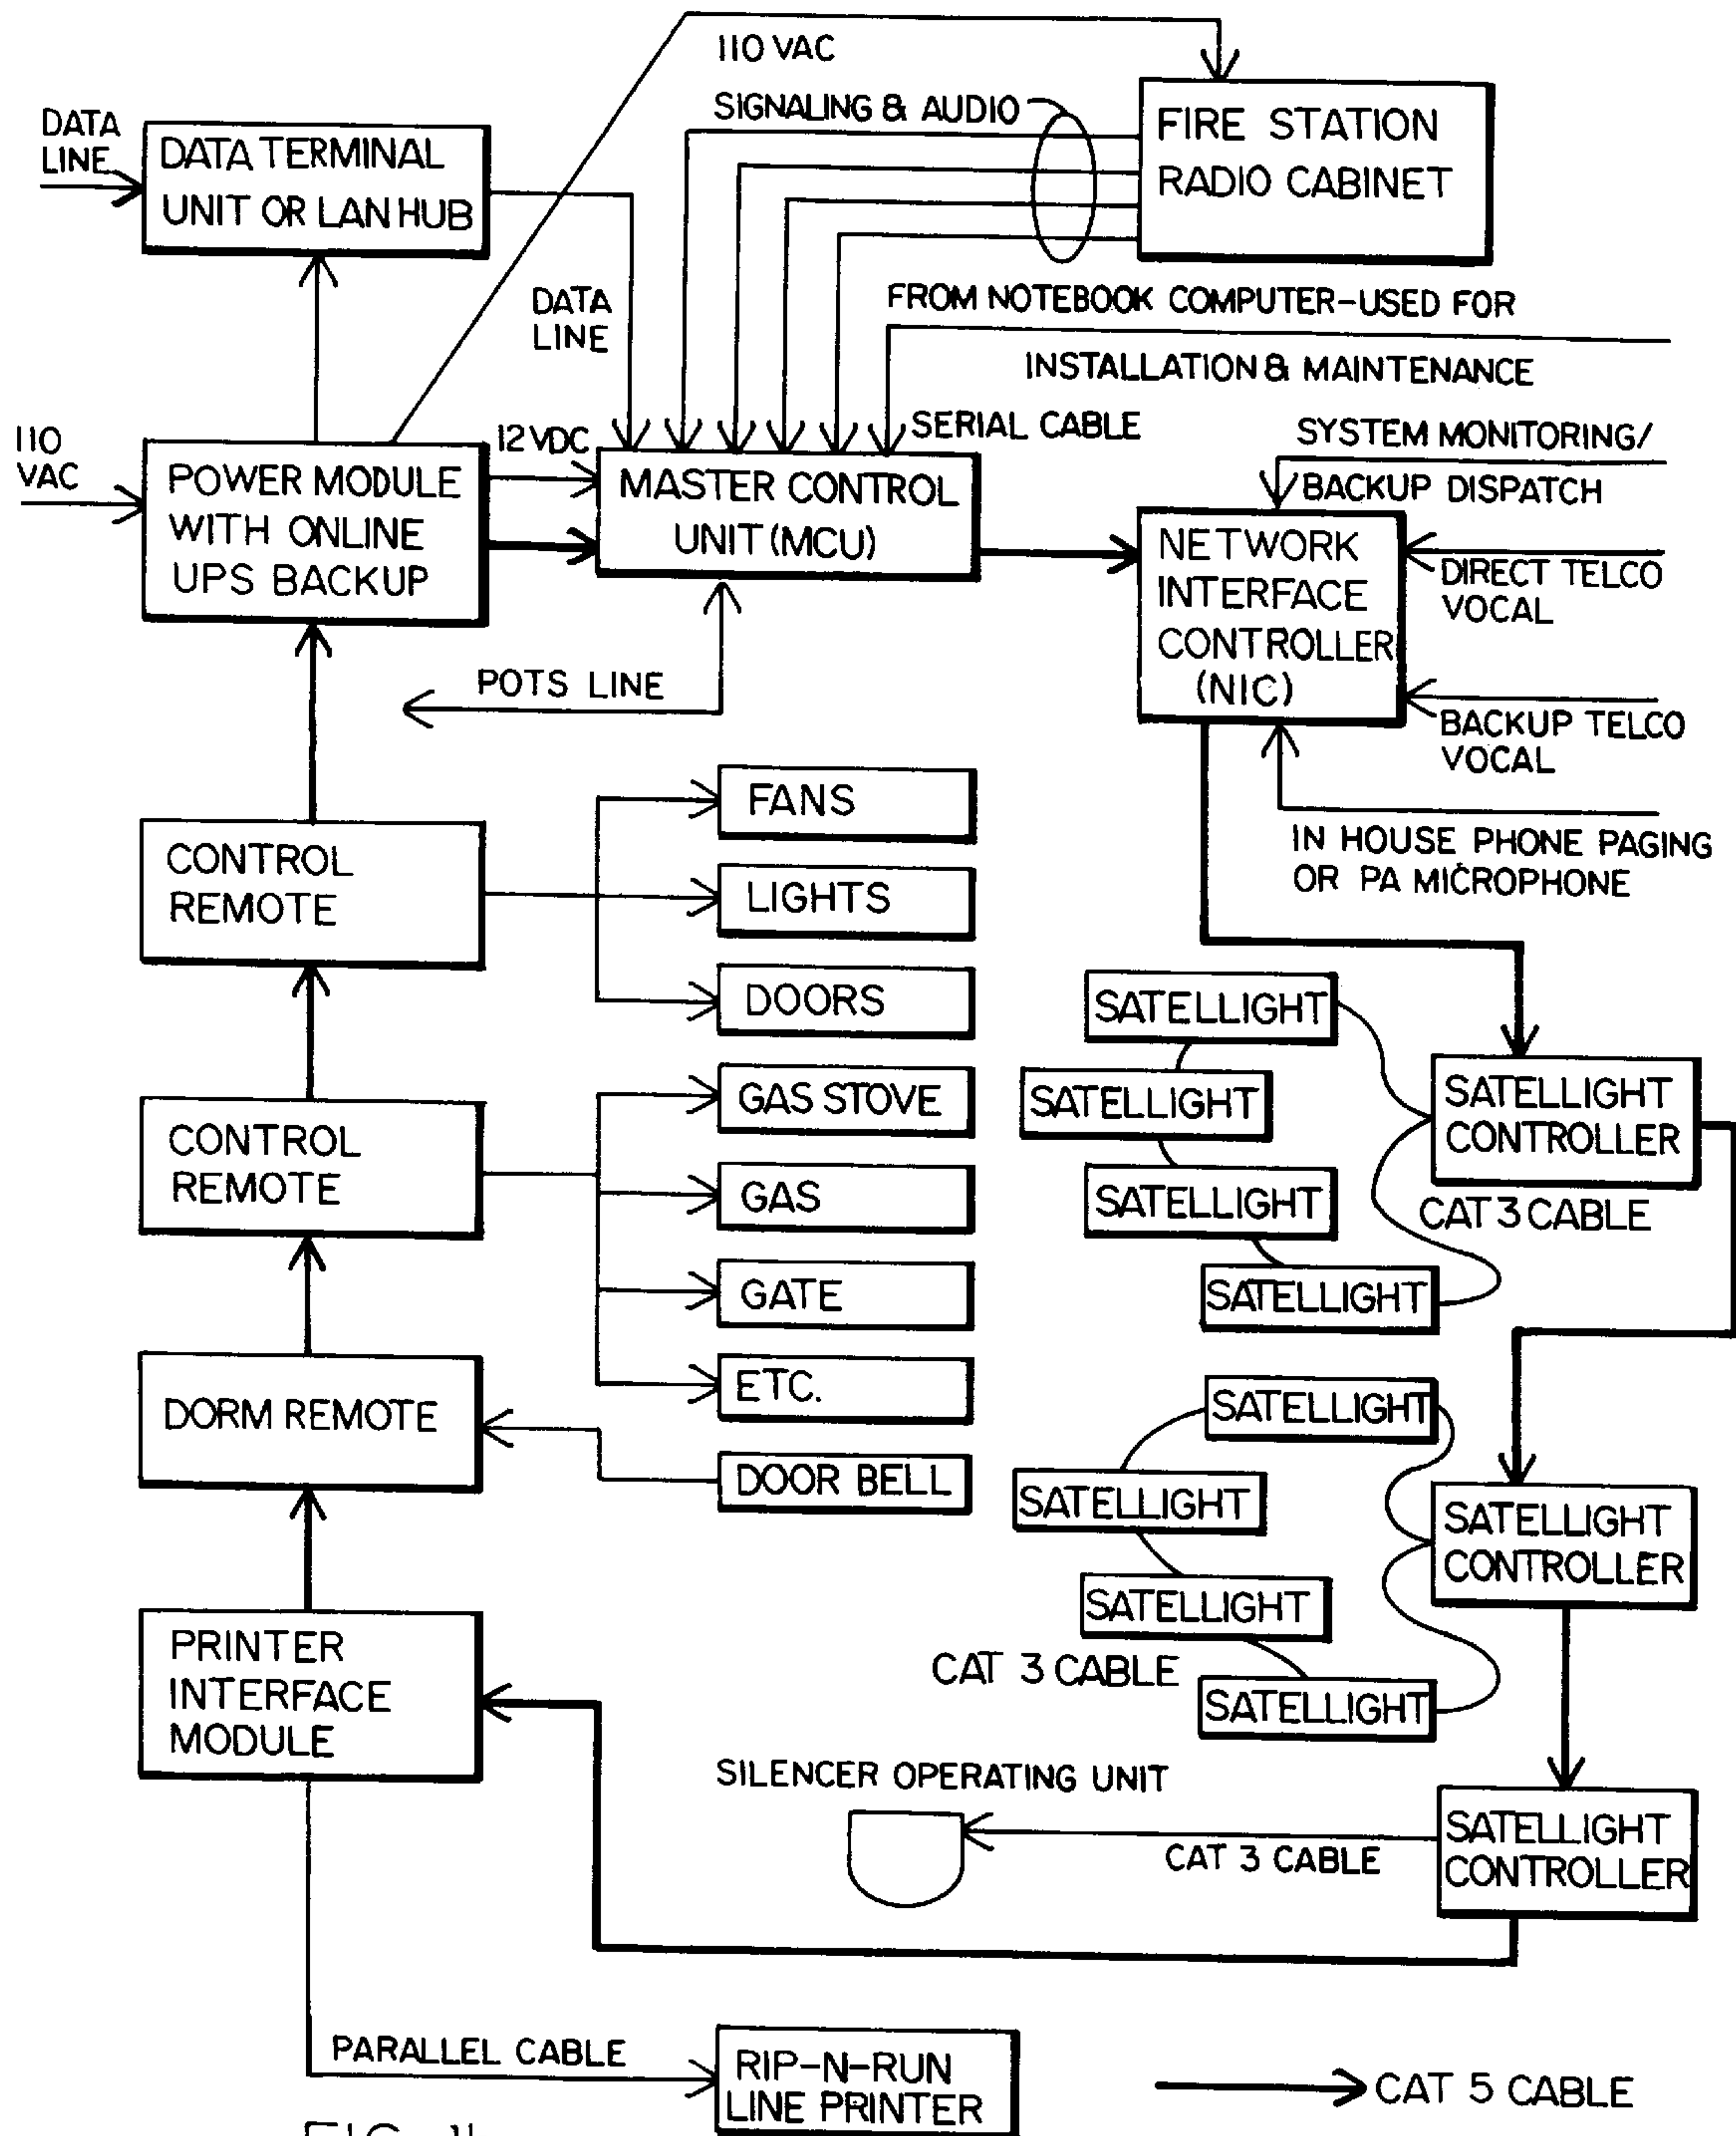 110 VAC
SIGNALING & AUDIO
FIRE STATION
RADIO CABINET
DATA
LINE
DATA TERMINAL
UNIT OR LAN HUB
DATA
LINE
FROM NOTEBOOK COMPUTER-USED FOR
INSTALLATION & MAINTENANCE
SERIAL CABLE
110
VAC
POWER MODULE
WITH ONLINE
UPS BACKUP
12 VDC
MASTER CONTROL
UNIT (MCU)
SYSTEM MONITORING/
BACKUP DISPATCH
NETWORK
INTERFACE
CONTROLLER
(NIC)
DIRECT TELCO
VOCAL
BACKUP TELCO
VOCAL
IN HOUSE PHONE PAGING
OR PA MICROPHONE
POTS LINE
CONTROL
REMOTE
FANS
LIGHTS
DOORS
CONTROL
REMOTE
GAS STOVE
GAS
GATE
ETC.
DORM REMOTE
DOOR BELL
SATELLIGHT
SATELLIGHT
SATELLIGHT
SATELLIGHT
SATELLIGHT
CONTROLLER
CAT 3 CABLE
SATELLIGHT
SATELLIGHT
SATELLIGHT
SATELLIGHT
SATELLIGHT
CONTROLLER
CAT 3 CABLE
PRINTER
INTERFACE
MODULE
SILENCER OPERATING UNIT
CAT 3 CABLE
SATELLIGHT
CONTROLLER
PARALLEL CABLE
RIP-N-RUN
LINE PRINTER
CAT 5 CABLE